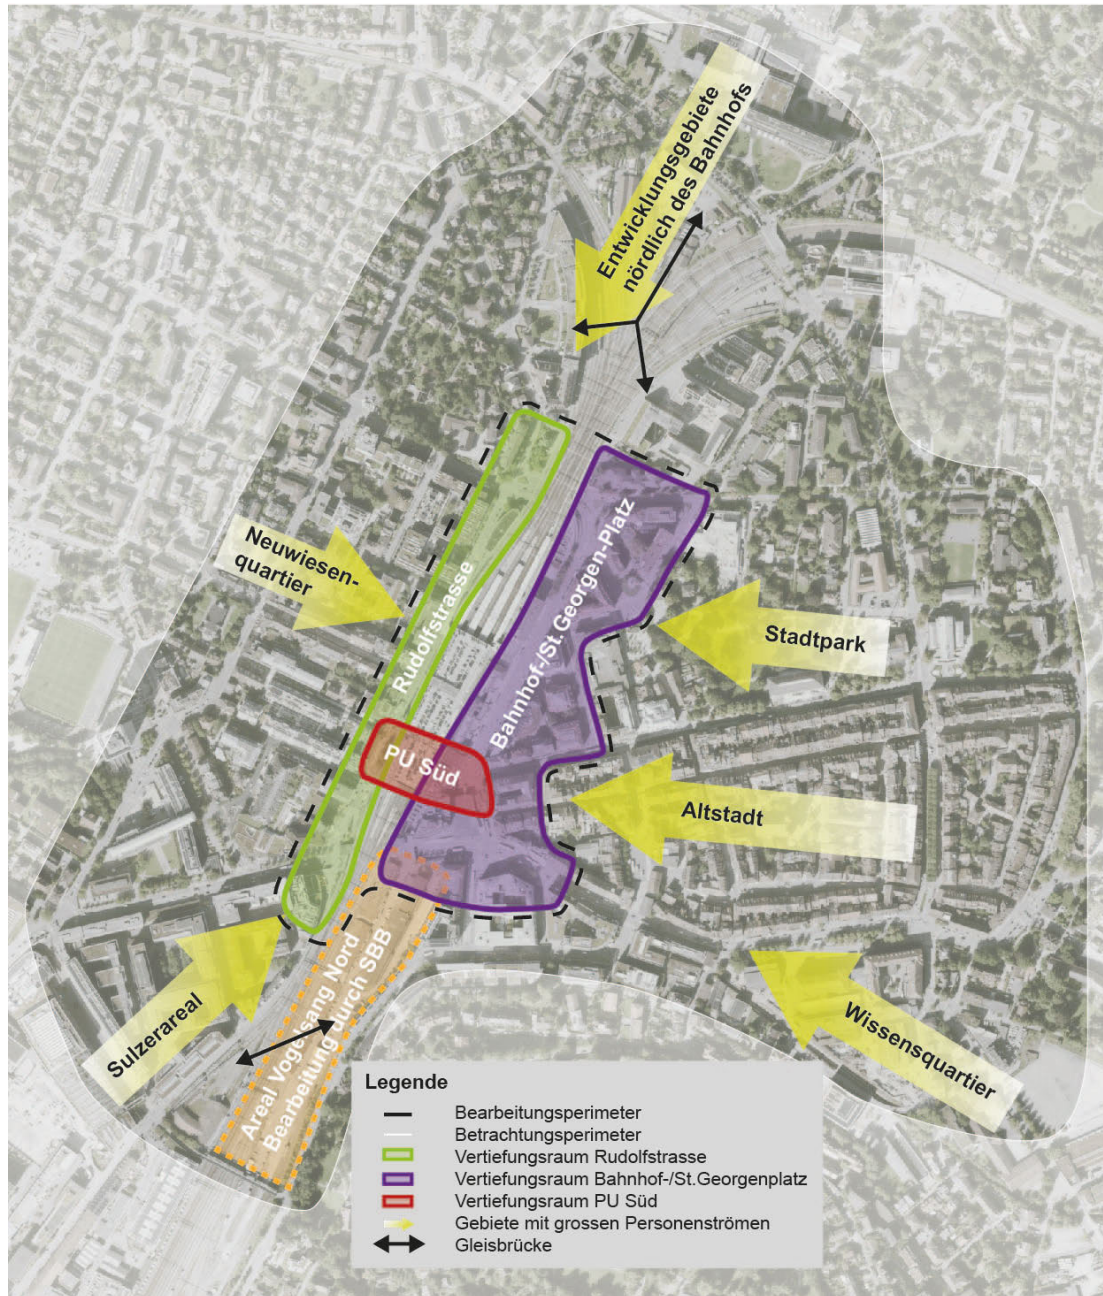 Entwicklungsgebiete
nördlich des Bahnhofs
Neuwiesen-
quartier
Rudolfstrasse
Bahnhof-/St.Georgen-Platz
Stadtpark
PU Süd
Altstadt
Sulzerareal
Areal Vogelsang Nord
Bearbeitung durch SBB
Wissensquartier
Legende
Bearbeitungsperimeter
Betrachtungsperimeter
Vertiefungsraum Rudolfstrasse
Vertiefungsraum Bahnhof-/St.Georgenplatz
Vertiefungsraum PU Süd
Gebiete mit grossen Personenströmen
Gleisbrücke